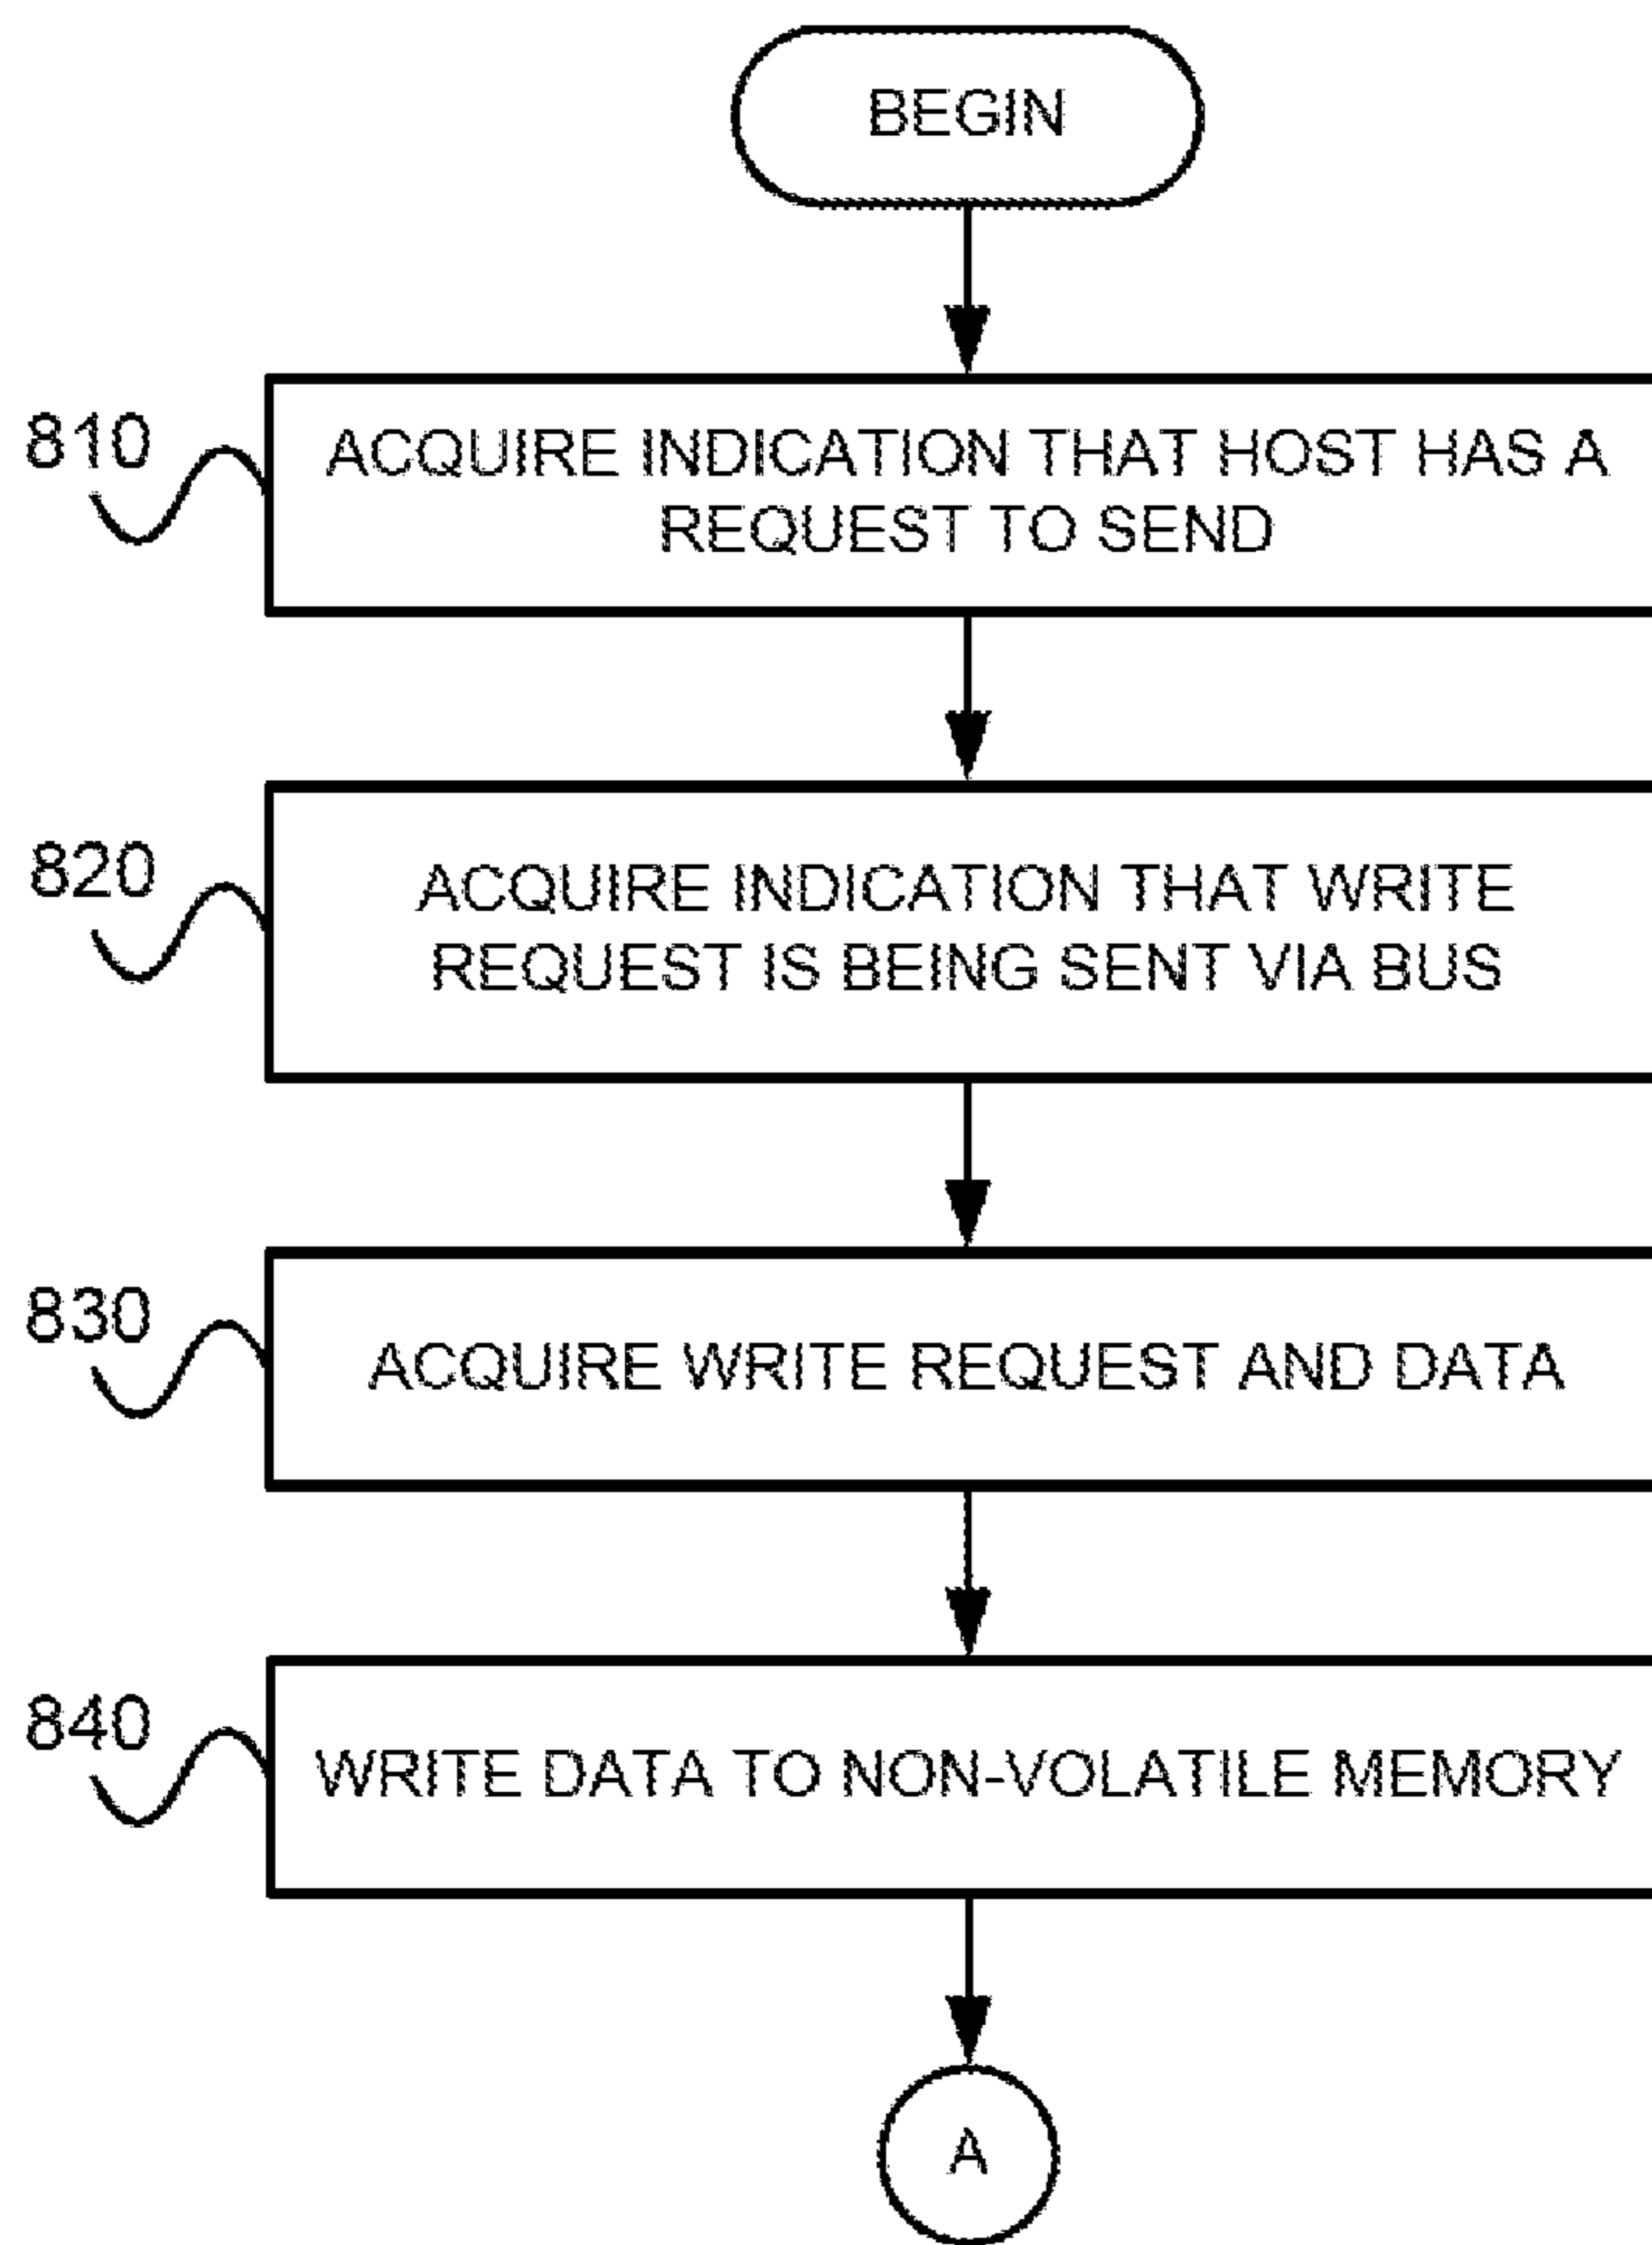 BEGIN
810
ACQUIRE INDICATION THAT HOST HAS A
REQUEST TO SEND
820
ACQUIRE INDICATION THAT WRITE
REQUEST IS BEING SENT VIA BUS
830
ACQUIRE WRITE REQUEST AND DATA
840
WRITE DATA TO NON-VOLATILE MEMORY
A